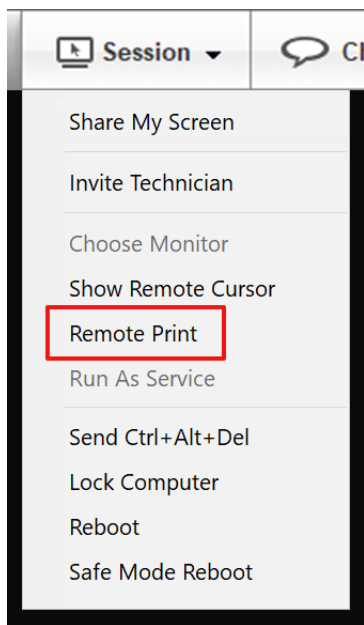 Session
Share My Screen
Invite Technician
Choose Monitor
Show Remote Cursor
Remote Print
Run As Service
Send Ctrl+Alt+Del
Lock Computer
Reboot
Safe Mode Reboot